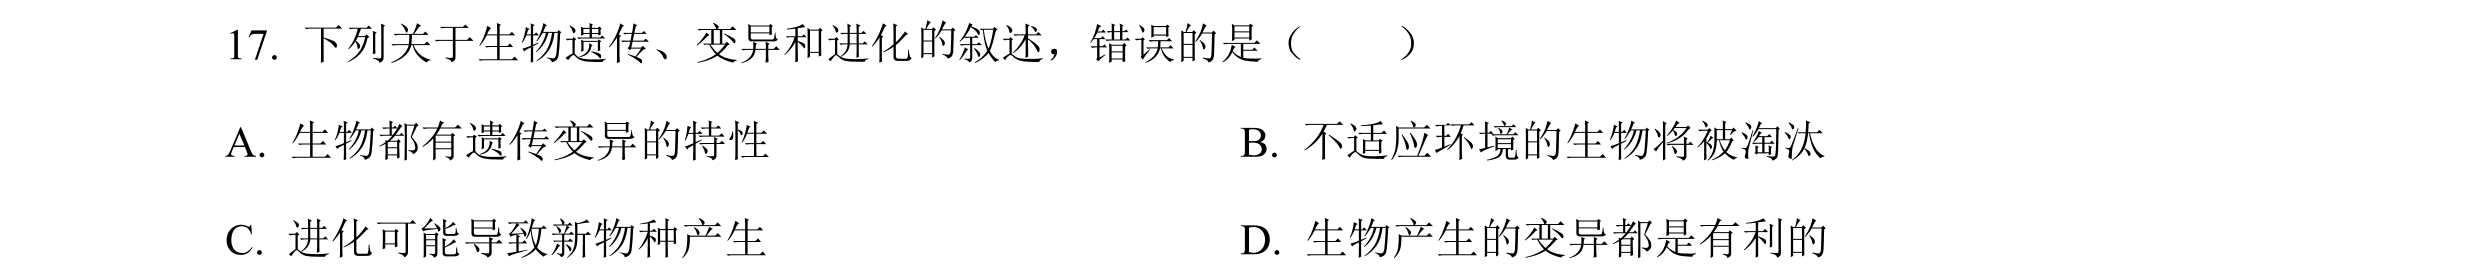 17. 下列关于生物遗传、变异和进化的叙述，错误的是（　　）
A. 生物都有遗传变异的特性　　B. 不适应环境的生物将被淘汰
C. 进化可能导致新物种产生　　D. 生物产生的变异都是有利的